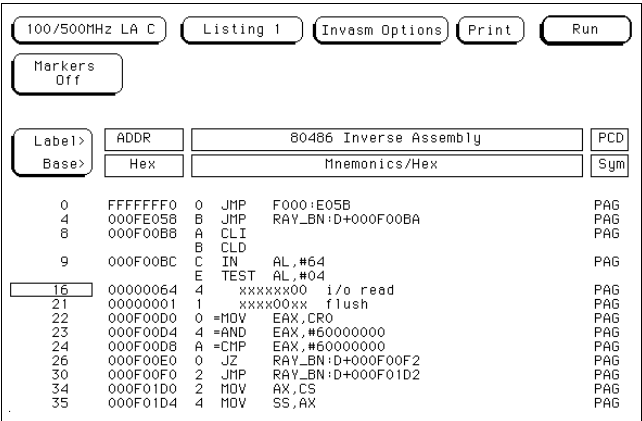 100/500MHz LA C Listing 1 Invasm Options Print Run
Markers
Off
Label> ADDR 80486 Inverse Assembly PCD
Base> Hex Mnemonics/Hex Sym
0 FFFFFFF0 0 JMP F000:E05B PAG
4 000FE058 B JMP RAY_BN:D+000F00BA PAG
8 000F00B8 A CLI PAG
B CLD
9 000F00BC C IN AL,#64 PAG
E TEST AL,#04
16 00000064 4 xxxxxx00 i/o read PAG
21 00000001 1 xxxx00xx flush PAG
22 000F00D0 0 =MOV EAX,CR0 PAG
23 000F00D4 4 =AND EAX,#60000000 PAG
24 000F00D8 A =CMP EAX,#60000000 PAG
26 000F00E0 0 JZ RAY_BN:D+000F00F2 PAG
30 000F00F0 2 JMP RAY_BN:D+000F01D2 PAG
34 000F01D0 2 MOV AX,CS PAG
35 000F01D4 4 MOV SS,AX PAG